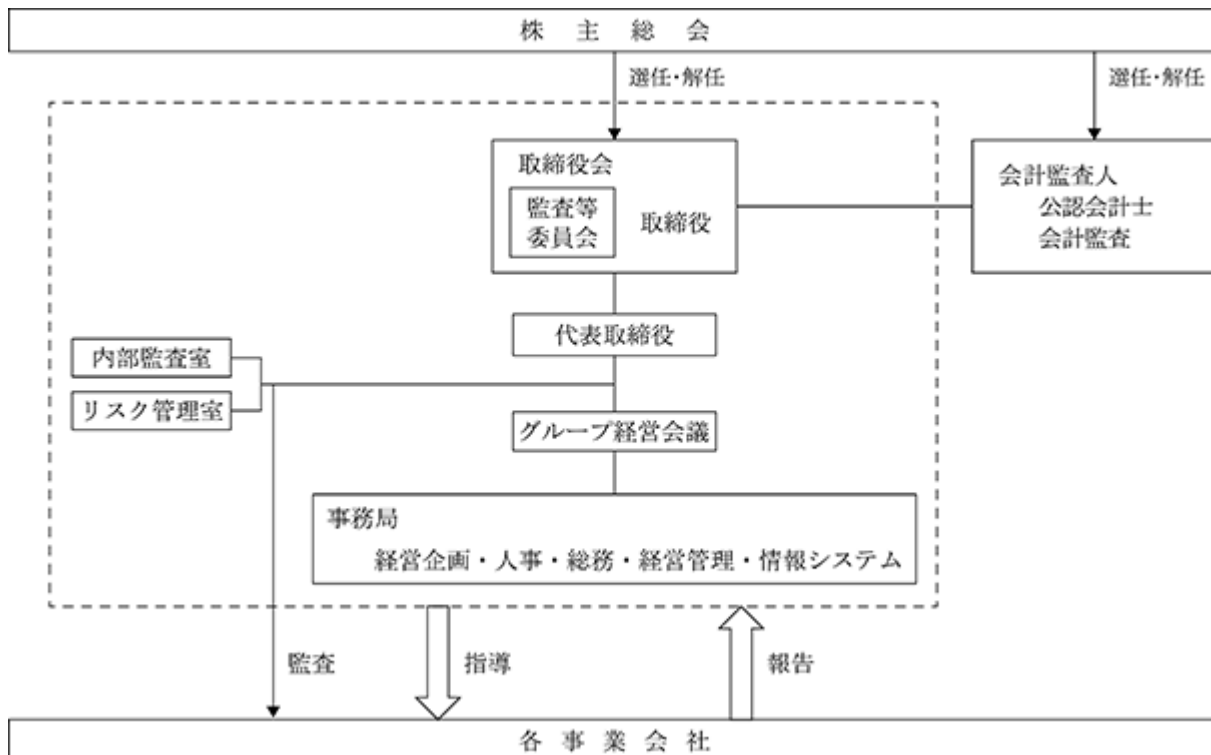 株主総会
選任・解任
選任・解任
取締役会
監査等
委員会
取締役
会計監査人
公認会計士
会計監査
代表取締役
内部監査室
リスク管理室
グループ経営会議
事務局
経営企画・人事・総務・経営管理・情報システム
監査
指導
報告
各事業会社